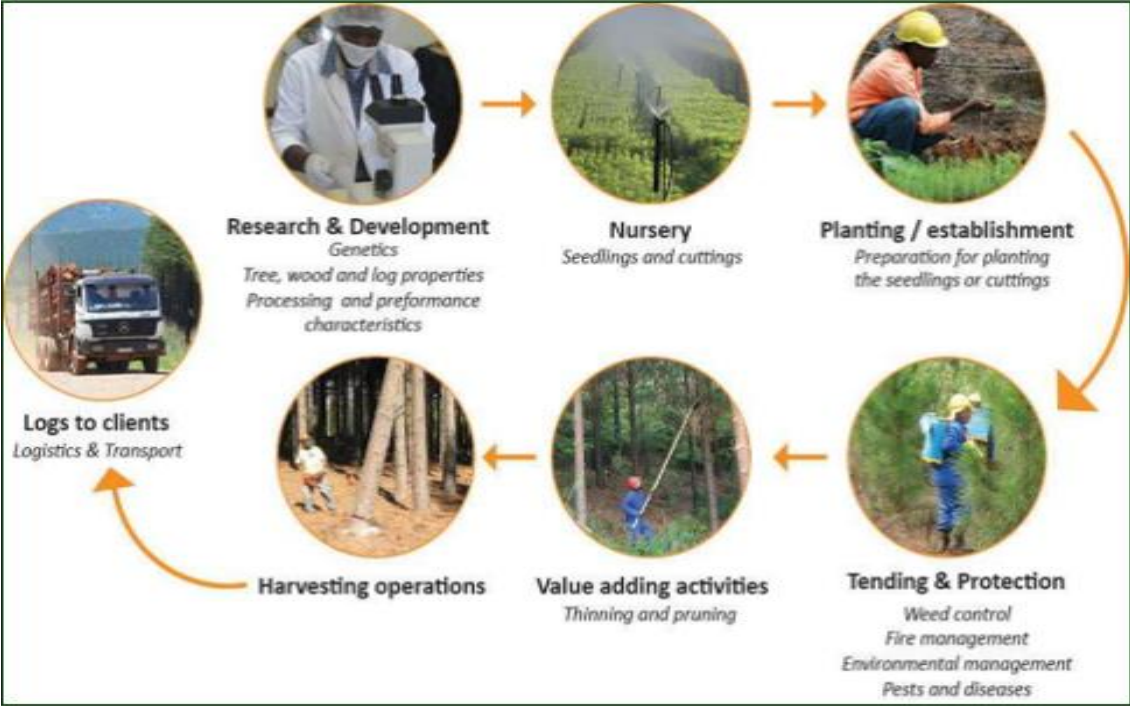 Research & Development
Genetics
Tree, wood and log properties
Processing and preformance
characteristics
Nursery
Seedlings and cuttings
Planting / establishment
Preparation for planting
the seedlings or cuttings
Tending & Protection
Weed control
Fire management
Environmental management
Pests and diseases
Value adding activities
Thinning and pruning
Harvesting operations
Logs to clients
Logistics & Transport